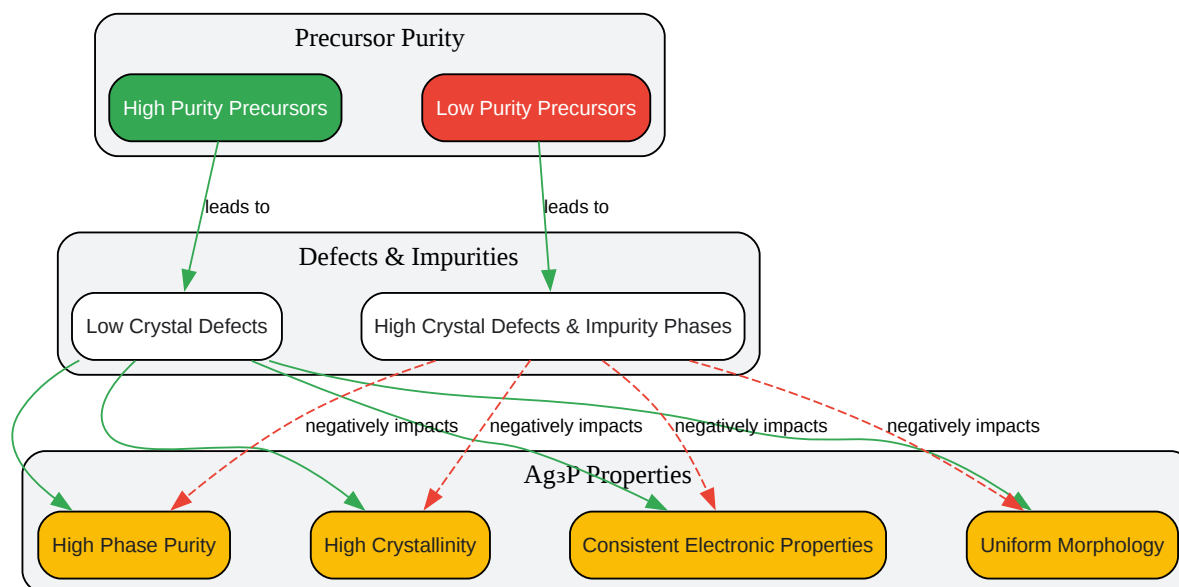 Precursor Purity
High Purity Precursors
Low Purity Precursors
leads to
leads to
Defects & Impurities
Low Crystal Defects
High Crystal Defects & Impurity Phases
negatively impacts
negatively impacts
negatively impacts
negatively impacts
Ag₃P Properties
High Phase Purity
High Crystallinity
Consistent Electronic Properties
Uniform Morphology